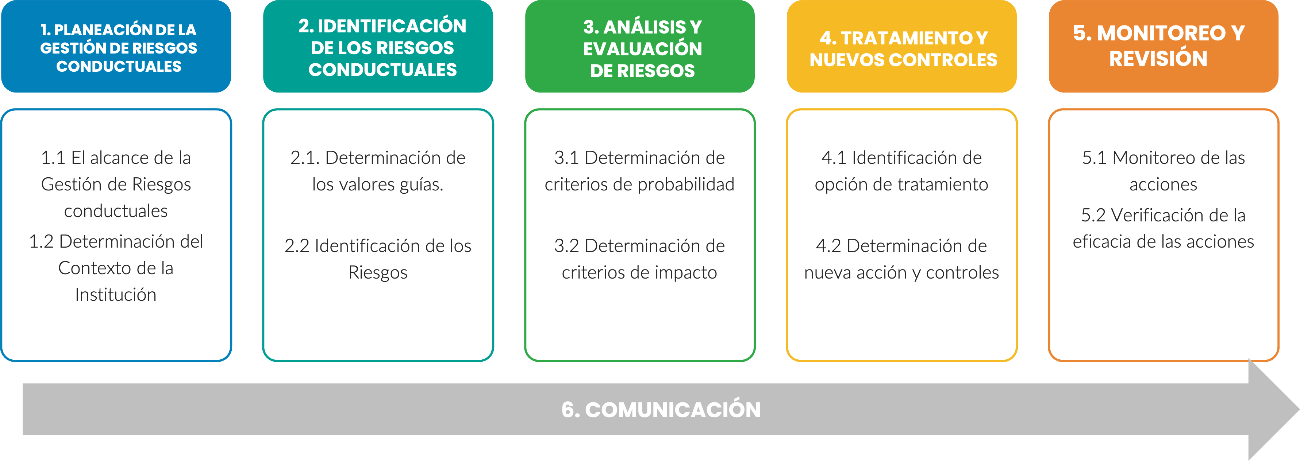 1. PLANEACIÓN DE LA
GESTIÓN DE RIESGOS
CONDUCTUALES
1.1 El alcance de la
Gestión de Riesgos
conductuales
1.2 Determinación del
Contexto de la
Institución
2. IDENTIFICACIÓN
DE LOS RIESGOS
CONDUCTUALES
2.1. Determinación de
los valores guías.
2.2 Identificación de los
Riesgos
3. ANÁLISIS Y
EVALUACIÓN
DE RIESGOS
3.1 Determinación de
criterios de probabilidad
3.2 Determinación de
criterios de impacto
4. TRATAMIENTO Y
NUEVOS CONTROLES
4.1 Identificación de
opción de tratamiento
4.2 Determinación de
nueva acción y controles
5. MONITOREO Y
REVISIÓN
5.1 Monitoreo de las
acciones
5.2 Verificación de la
eficacia de las acciones
6. COMUNICACIÓN